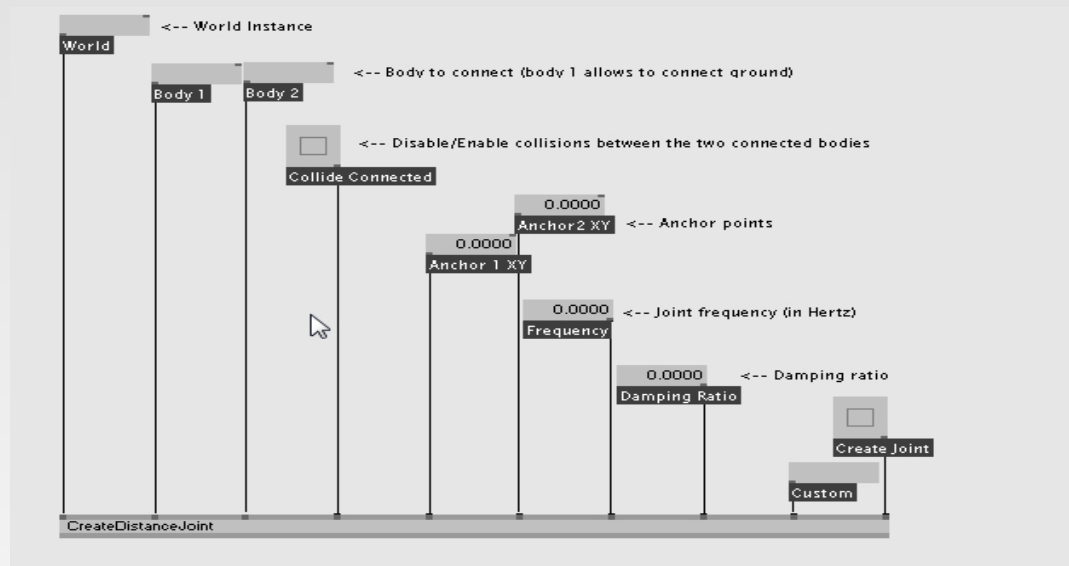 <-- World Instance
World
<-- Body to connect (body 1 allows to connect ground)
Body 1
Body 2
<-- Disable/Enable collisions between the two connected bodies
Collide Connected
0.0000
Anchor2 XY
<-- Anchor points
0.0000
Anchor 1 XY
0.0000
<-- Joint frequency (in Hertz)
Frequency
0.0000
<-- Damping ratio
Damping Ratio
Create Joint
Custom
CreateDistanceJoint